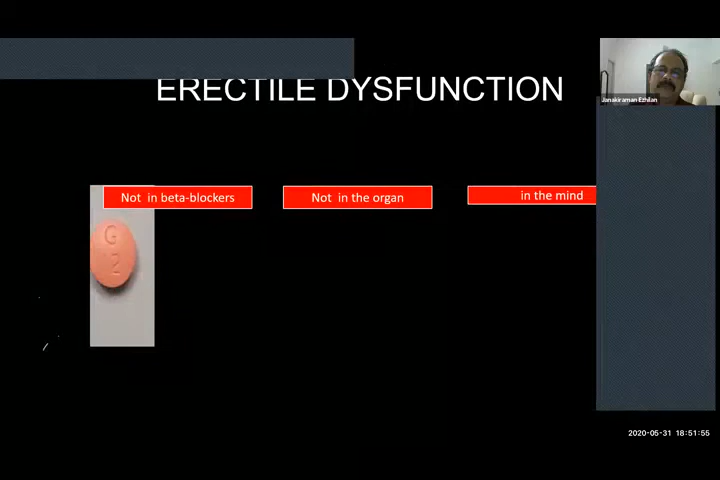 Janakiraman Ezhilan
ERECTILE DYSFUNCTION
Not in beta-blockers
Not in the organ
in the mind
G
2
2020-05-31 18:51:55